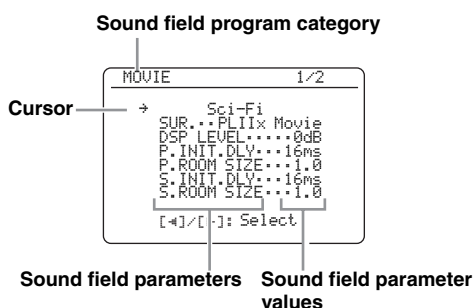 Sound field program category
MOVIE 1/2
Cursor
→ Sci-Fi
SUR.··PLIIx Movie
DSP LEVEL·····0dB
P.INIT.DLY···16ms
P.ROOM SIZE···1.0
S.INIT.DLY···16ms
S.ROOM SIZE···1.0
[◀]/[·]: Select
Sound field parameters
Sound field parameter
values